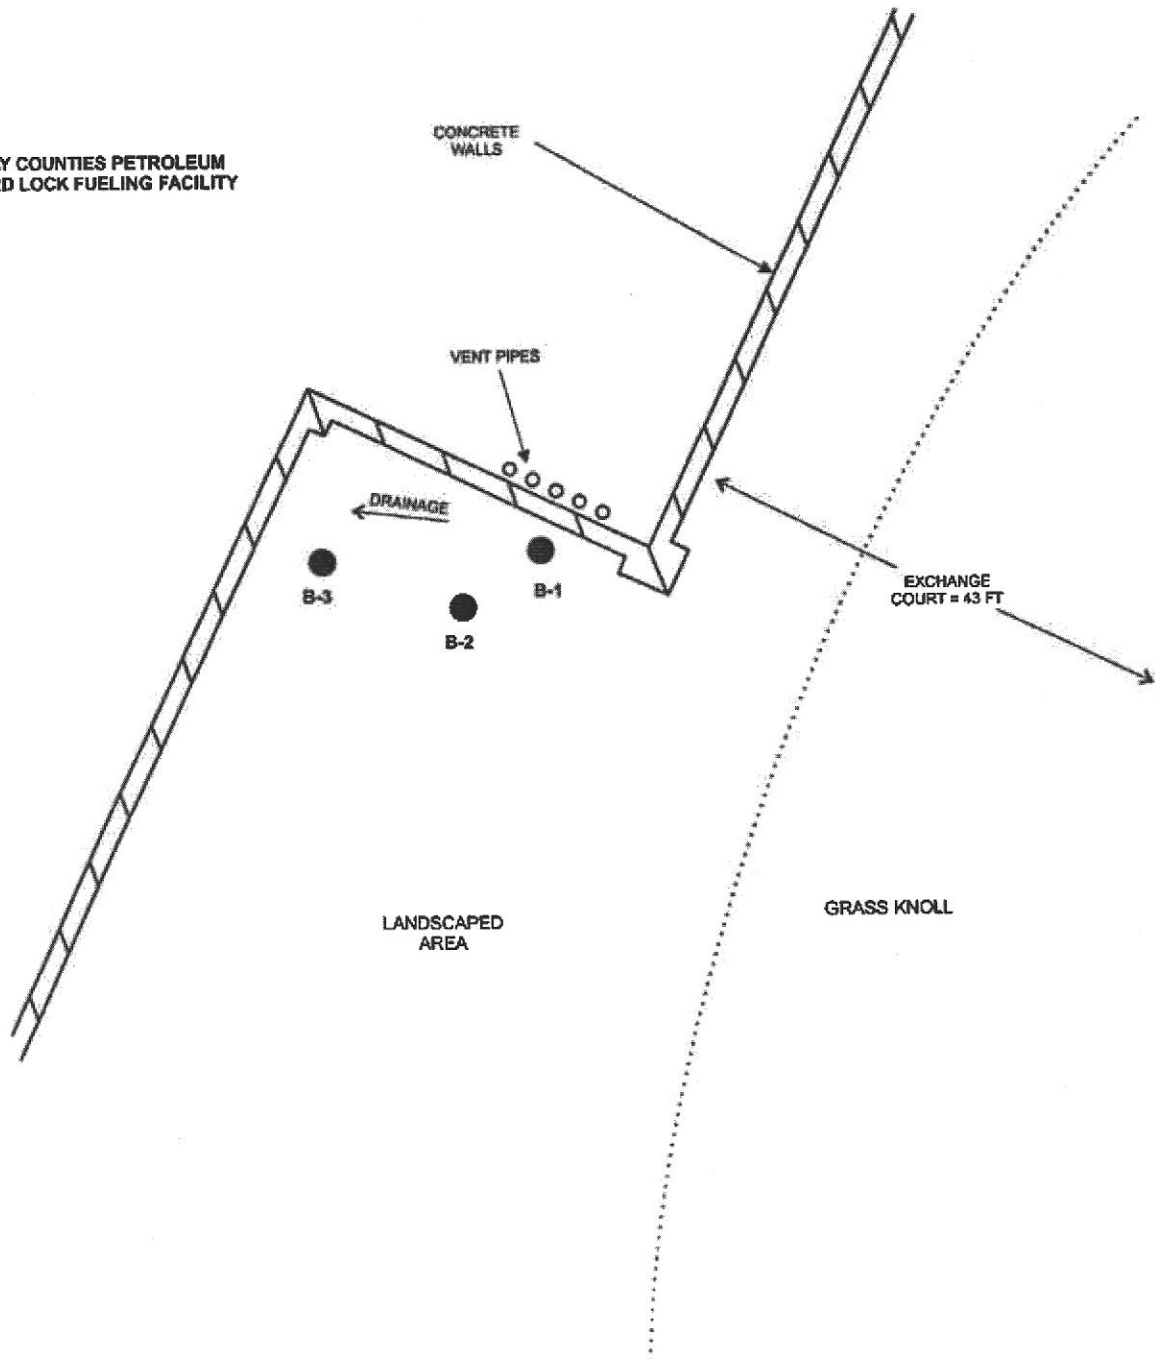 Y COUNTIES PETROLEUM
D LOCK FUELING FACILITY
CONCRETE
WALLS
VENT PIPES
DRAINAGE
B-3
B-1
B-2
EXCHANGE
COURT = 43 FT
LANDSCAPED
AREA
GRASS KNOLL